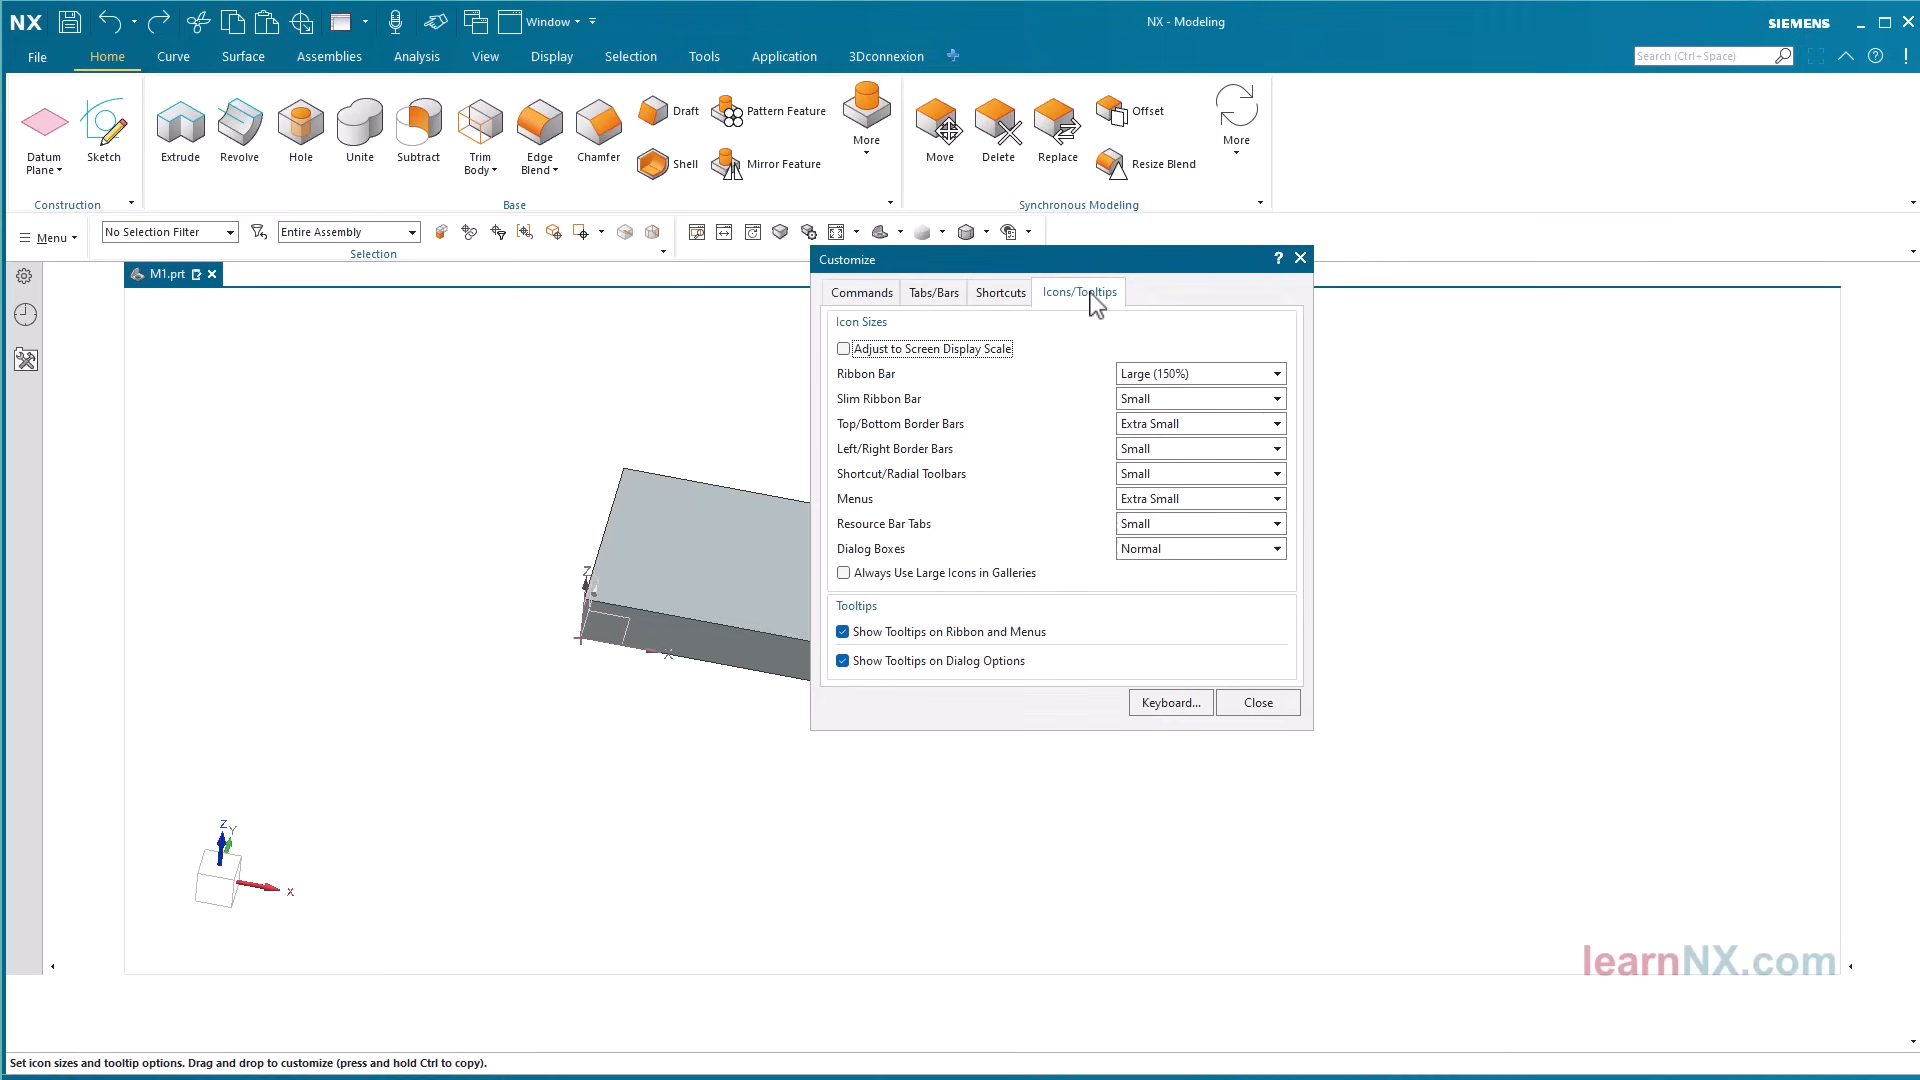 NX Window NX - Modeling SIEMENS
File Home Curve Surface Assemblies Analysis View Display Selection Tools Application 3Dconnexion Search (Ctrl+Space)
Datum Plane Sketch
Construction
Extrude Revolve Hole Unite Subtract Trim Body Edge Blend Chamfer Draft Shell Pattern Feature Mirror Feature More
Base
Move Delete Replace Offset Resize Blend More
Synchronous Modeling
Menu No Selection Filter Entire Assembly
Selection
M1.prt
Customize
Commands Tabs/Bars Shortcuts Icons/Tooltips
Icon Sizes
Adjust to Screen Display Scale
Ribbon Bar Large (150%)
Slim Ribbon Bar Small
Top/Bottom Border Bars Extra Small
Left/Right Border Bars Small
Shortcut/Radial Toolbars Small
Menus Extra Small
Resource Bar Tabs Small
Dialog Boxes Normal
Always Use Large Icons in Galleries
Tooltips
Show Tooltips on Ribbon and Menus
Show Tooltips on Dialog Options
Keyboard... Close
Z
X
Z
Y
X
learnNX.com
Set icon sizes and tooltip options. Drag and drop to customize (press and hold Ctrl to copy).